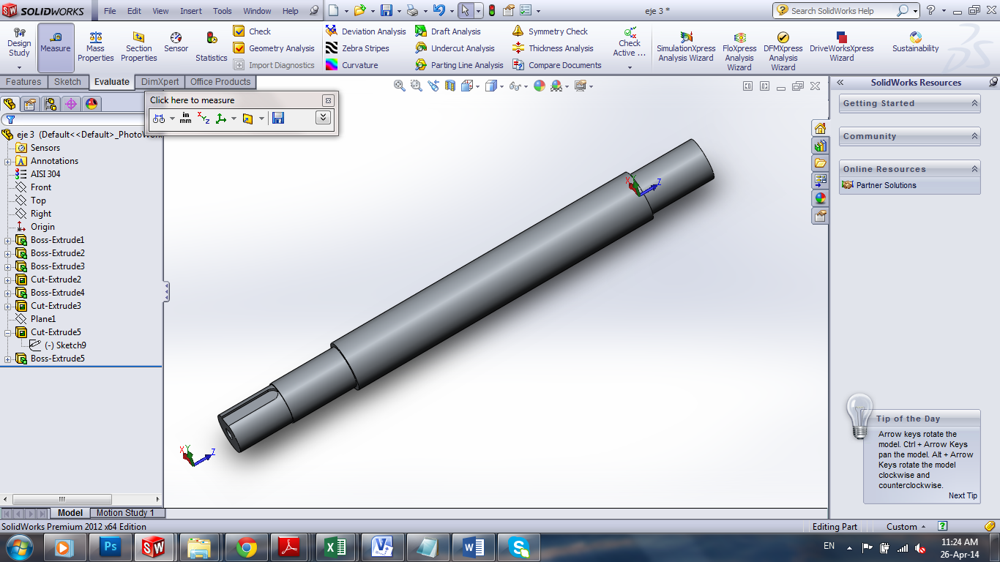 SW SOLIDWORKS File Edit View Insert Tools Window Help eje 3 * Search SolidWorks Help
Design Study
Measure
Mass Properties
Section Properties
Sensor
Statistics
Check
Geometry Analysis
Import Diagnostics
Deviation Analysis
Zebra Stripes
Curvature
Draft Analysis
Undercut Analysis
Parting Line Analysis
Symmetry Check
Thickness Analysis
Compare Documents
Check Active ...
SimulationXpress Analysis Wizard
FloXpress Analysis Wizard
DFMXpress Analysis Wizard
DriveWorksXpress Wizard
Sustainability
Features Sketch Evaluate DimXpert Office Products
Click here to measure
in
mm
X Y Z
eje 3 (Default<<Default>_PhotoWor
Sensors
Annotations
AISI 304
Front
Top
Right
Origin
Boss-Extrude1
Boss-Extrude2
Boss-Extrude3
Cut-Extrude2
Boss-Extrude4
Cut-Extrude3
Plane1
Cut-Extrude5
(-) Sketch9
Boss-Extrude5
X Y Z
X Y Z
SolidWorks Resources
Getting Started
Community
Online Resources
Partner Solutions
Tip of the Day
Arrow keys rotate the
model. Ctrl + Arrow Keys
pan the model. Alt + Arrow
Keys rotate the model
clockwise and
counterclockwise.
Next Tip
Model Motion Study 1
SolidWorks Premium 2012 x64 Edition Editing Part Custom
Ps SW W
EN
11:24 AM
26-Apr-14